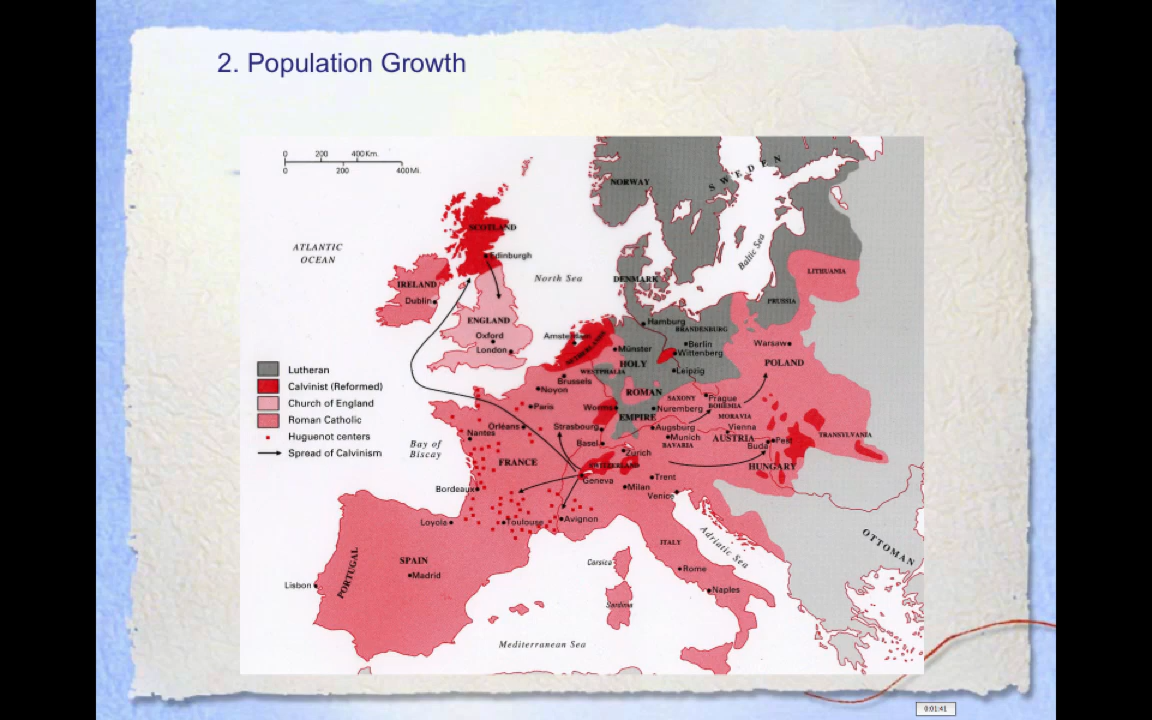 2. Population Growth
0 200 400Km.
0 200 400Mi.
NORWAY
SWEDEN
SCOTLAND
ATLANTIC
OCEAN
Edinburgh
Baltic Sea
North Sea
DENMARK
LITHUANIA
IRELAND
Dublin
PRUSSIA
ENGLAND
Hamburg
BRANDENBURG
Oxford
Amsterdam
NETHERLANDS
Berlin
Warsaw
London
Münster
Wittenberg
HOLY
POLAND
Lutheran
WESTPHALIA
Leipzig
Calvinist (Reformed)
Brussels
Noyon
ROMAN
SAXONY
Prague
Church of England
Paris
Worms
Nuremberg
BOHEMIA
Roman Catholic
EMPIRE
MORAVIA
Huguenot centers
Nantes
Orléans
Strasbourg
Augsburg
Vienna
TRANSYLVANIA
Spread of Calvinism
Bay of
Biscay
Basel
Munich
BAVARIA
AUSTRIA
Buda
Pest
Zürich
FRANCE
SWITZERLAND
HUNGARY
Geneva
Trent
Bordeaux
Milan
Venice
Loyola
Toulouse
Avignon
Adriatic Sea
OTTOMAN
ITALY
PORTUGAL
SPAIN
Corsica
Madrid
Rome
Lisbon
Naples
Sardinia
Mediterranean Sea
0:01:41